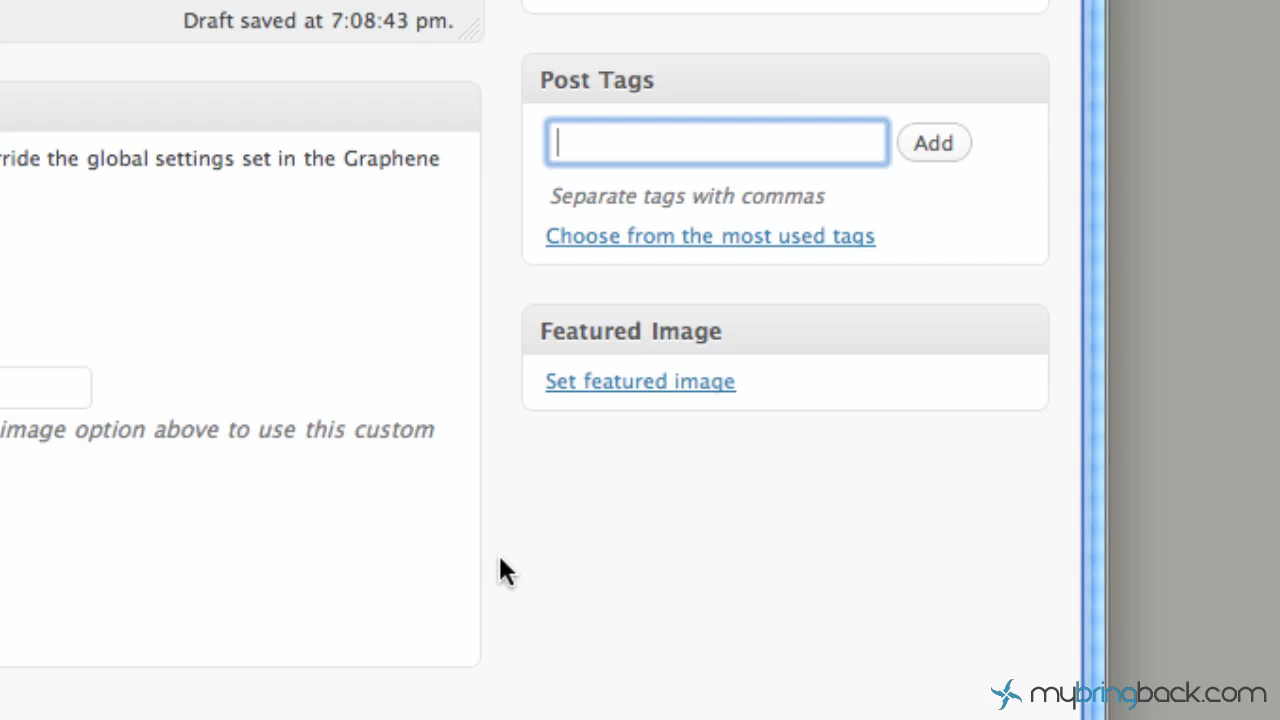 Draft saved at 7:08:43 pm.
Post Tags
Add
Separate tags with commas
Choose from the most used tags
Featured Image
Set featured image
rride the global settings set in the Graphene
image option above to use this custom
mybringback.com